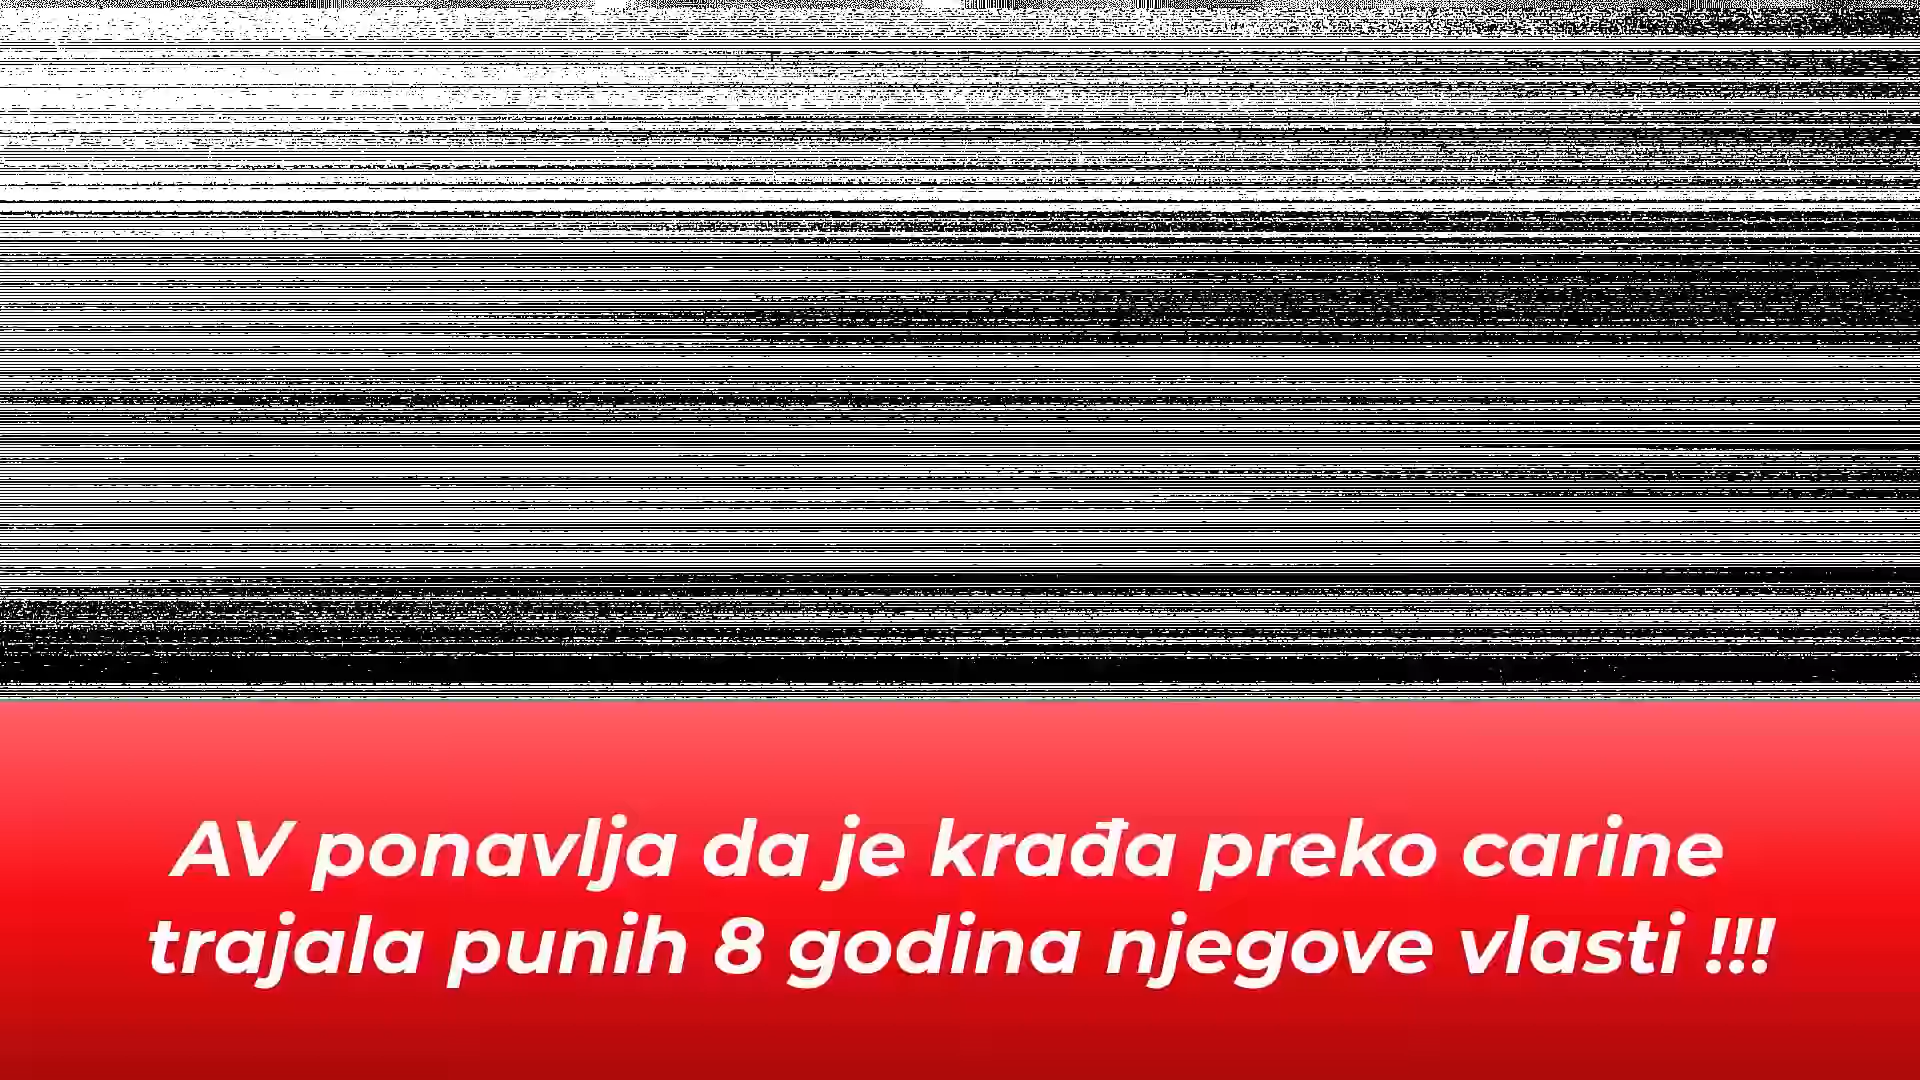 AV ponavlja da je krađa preko carine
trajala punih 8 godina njegove vlasti !!!